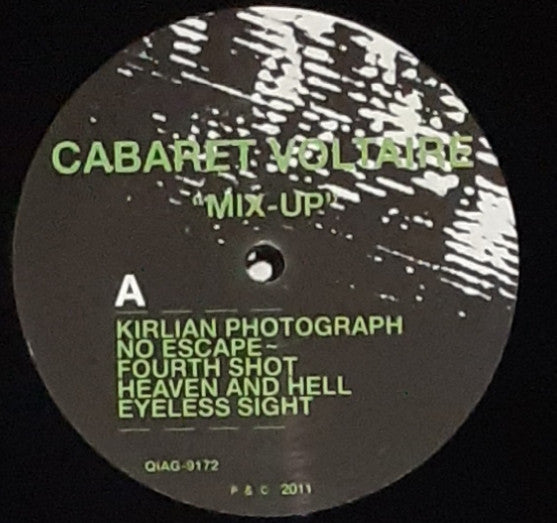 CABARET VOLTAIRE
"MIX-UP"
A
KIRLIAN PHOTOGRAPH
NO ESCAPE~
FOURTH SHOT
HEAVEN AND HELL
EYELESS SIGHT
QIAG-9172
P & C 2011